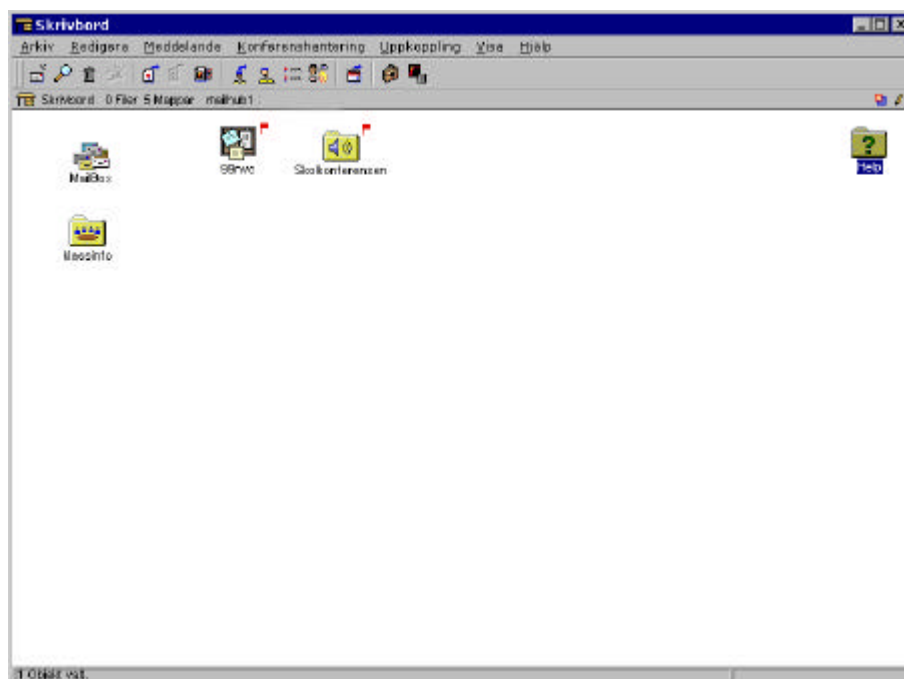 Skrivbord
Arkiv Redigera Meddelande Konferenshantering Uppkoppling Visa Hjälp
Skrivbord 0 Filer 5 Mappar mailhub1
MailBox
Skolkonferensen
Help
klassinfo
1 Objekt valt.